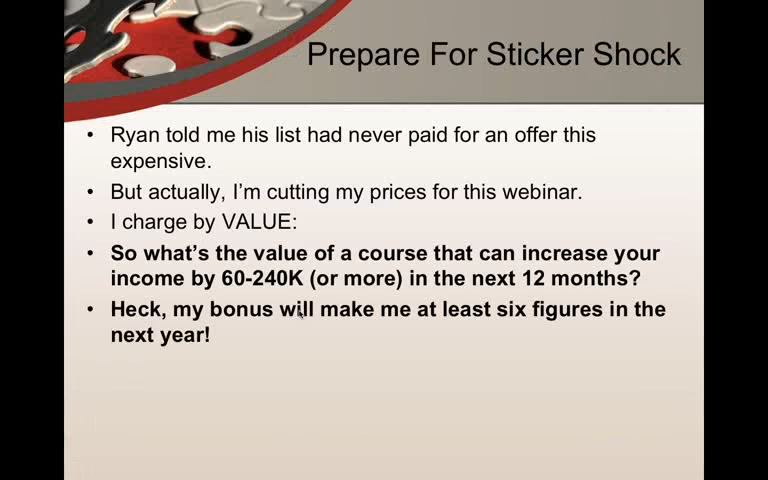 Prepare For Sticker Shock
• Ryan told me his list had never paid for an offer this
expensive.
• But actually, I'm cutting my prices for this webinar.
• I charge by VALUE:
• So what's the value of a course that can increase your
income by 60-240K (or more) in the next 12 months?
• Heck, my bonus will make me at least six figures in the
next year!